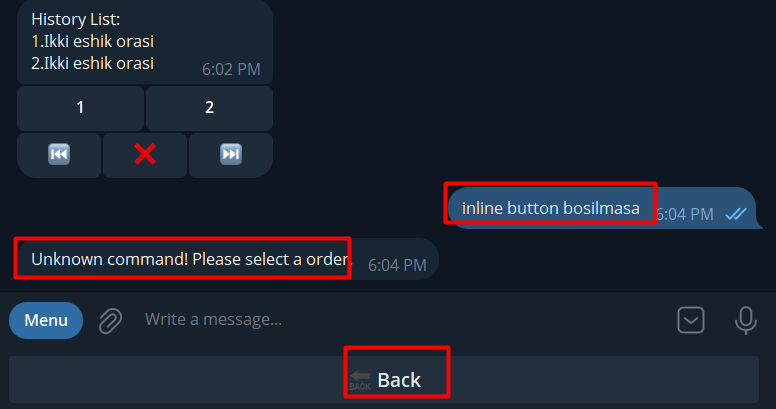 History List:
1.Ikki eshik orasi
2.Ikki eshik orasi
6:02 PM
1 2
inline button bosilmasa
6:04 PM
Unknown command! Please select a order.
6:04 PM
Menu
Write a message...
BACK Back